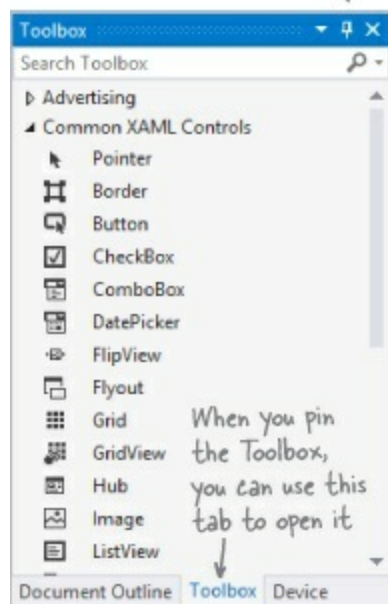 Toolbox
Search Toolbox
Advertising
Common XAML Controls
Pointer
Border
Button
CheckBox
ComboBox
DatePicker
FlipView
Flyout
Grid
GridView
Hub
Image
ListView
When you pin
the Toolbox,
you can use this
tab to open it
Document Outline Toolbox Device